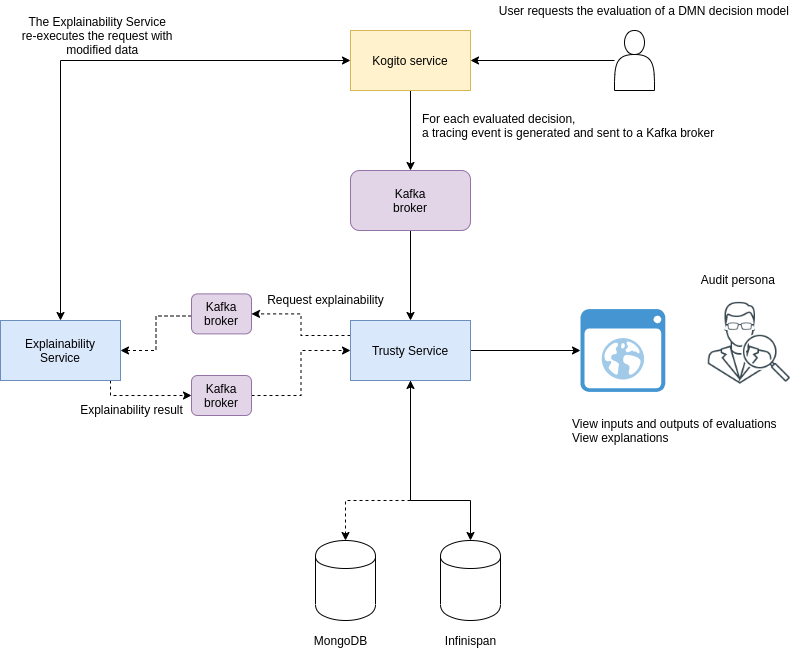 User requests the evaluation of a DMN decision model
The Explainability Service
re-executes the request with
modified data
Kogito service
For each evaluated decision,
a tracing event is generated and sent to a Kafka broker
Kafka
broker
Audit persona
Request explainability
Kafka
broker
Explainability
Service
Trusty Service
Kafka
broker
Explainability result
View inputs and outputs of evaluations
View explanations
MongoDB
Infinispan